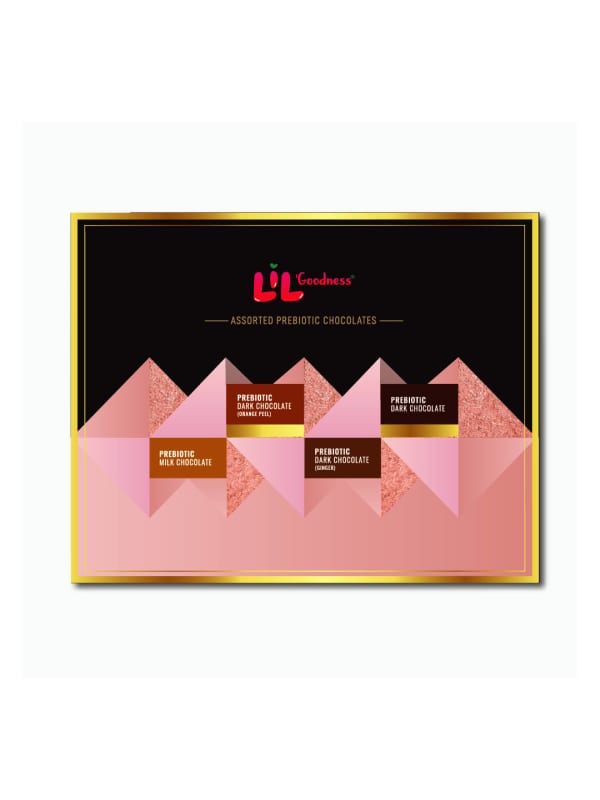 LiL 'Goodness®
ASSORTED PREBIOTIC CHOCOLATES
PREBIOTIC
DARK CHOCOLATE
(ORANGE PEEL)
PREBIOTIC
DARK CHOCOLATE
PREBIOTIC
MILK CHOCOLATE
PREBIOTIC
DARK CHOCOLATE
(GINGER)